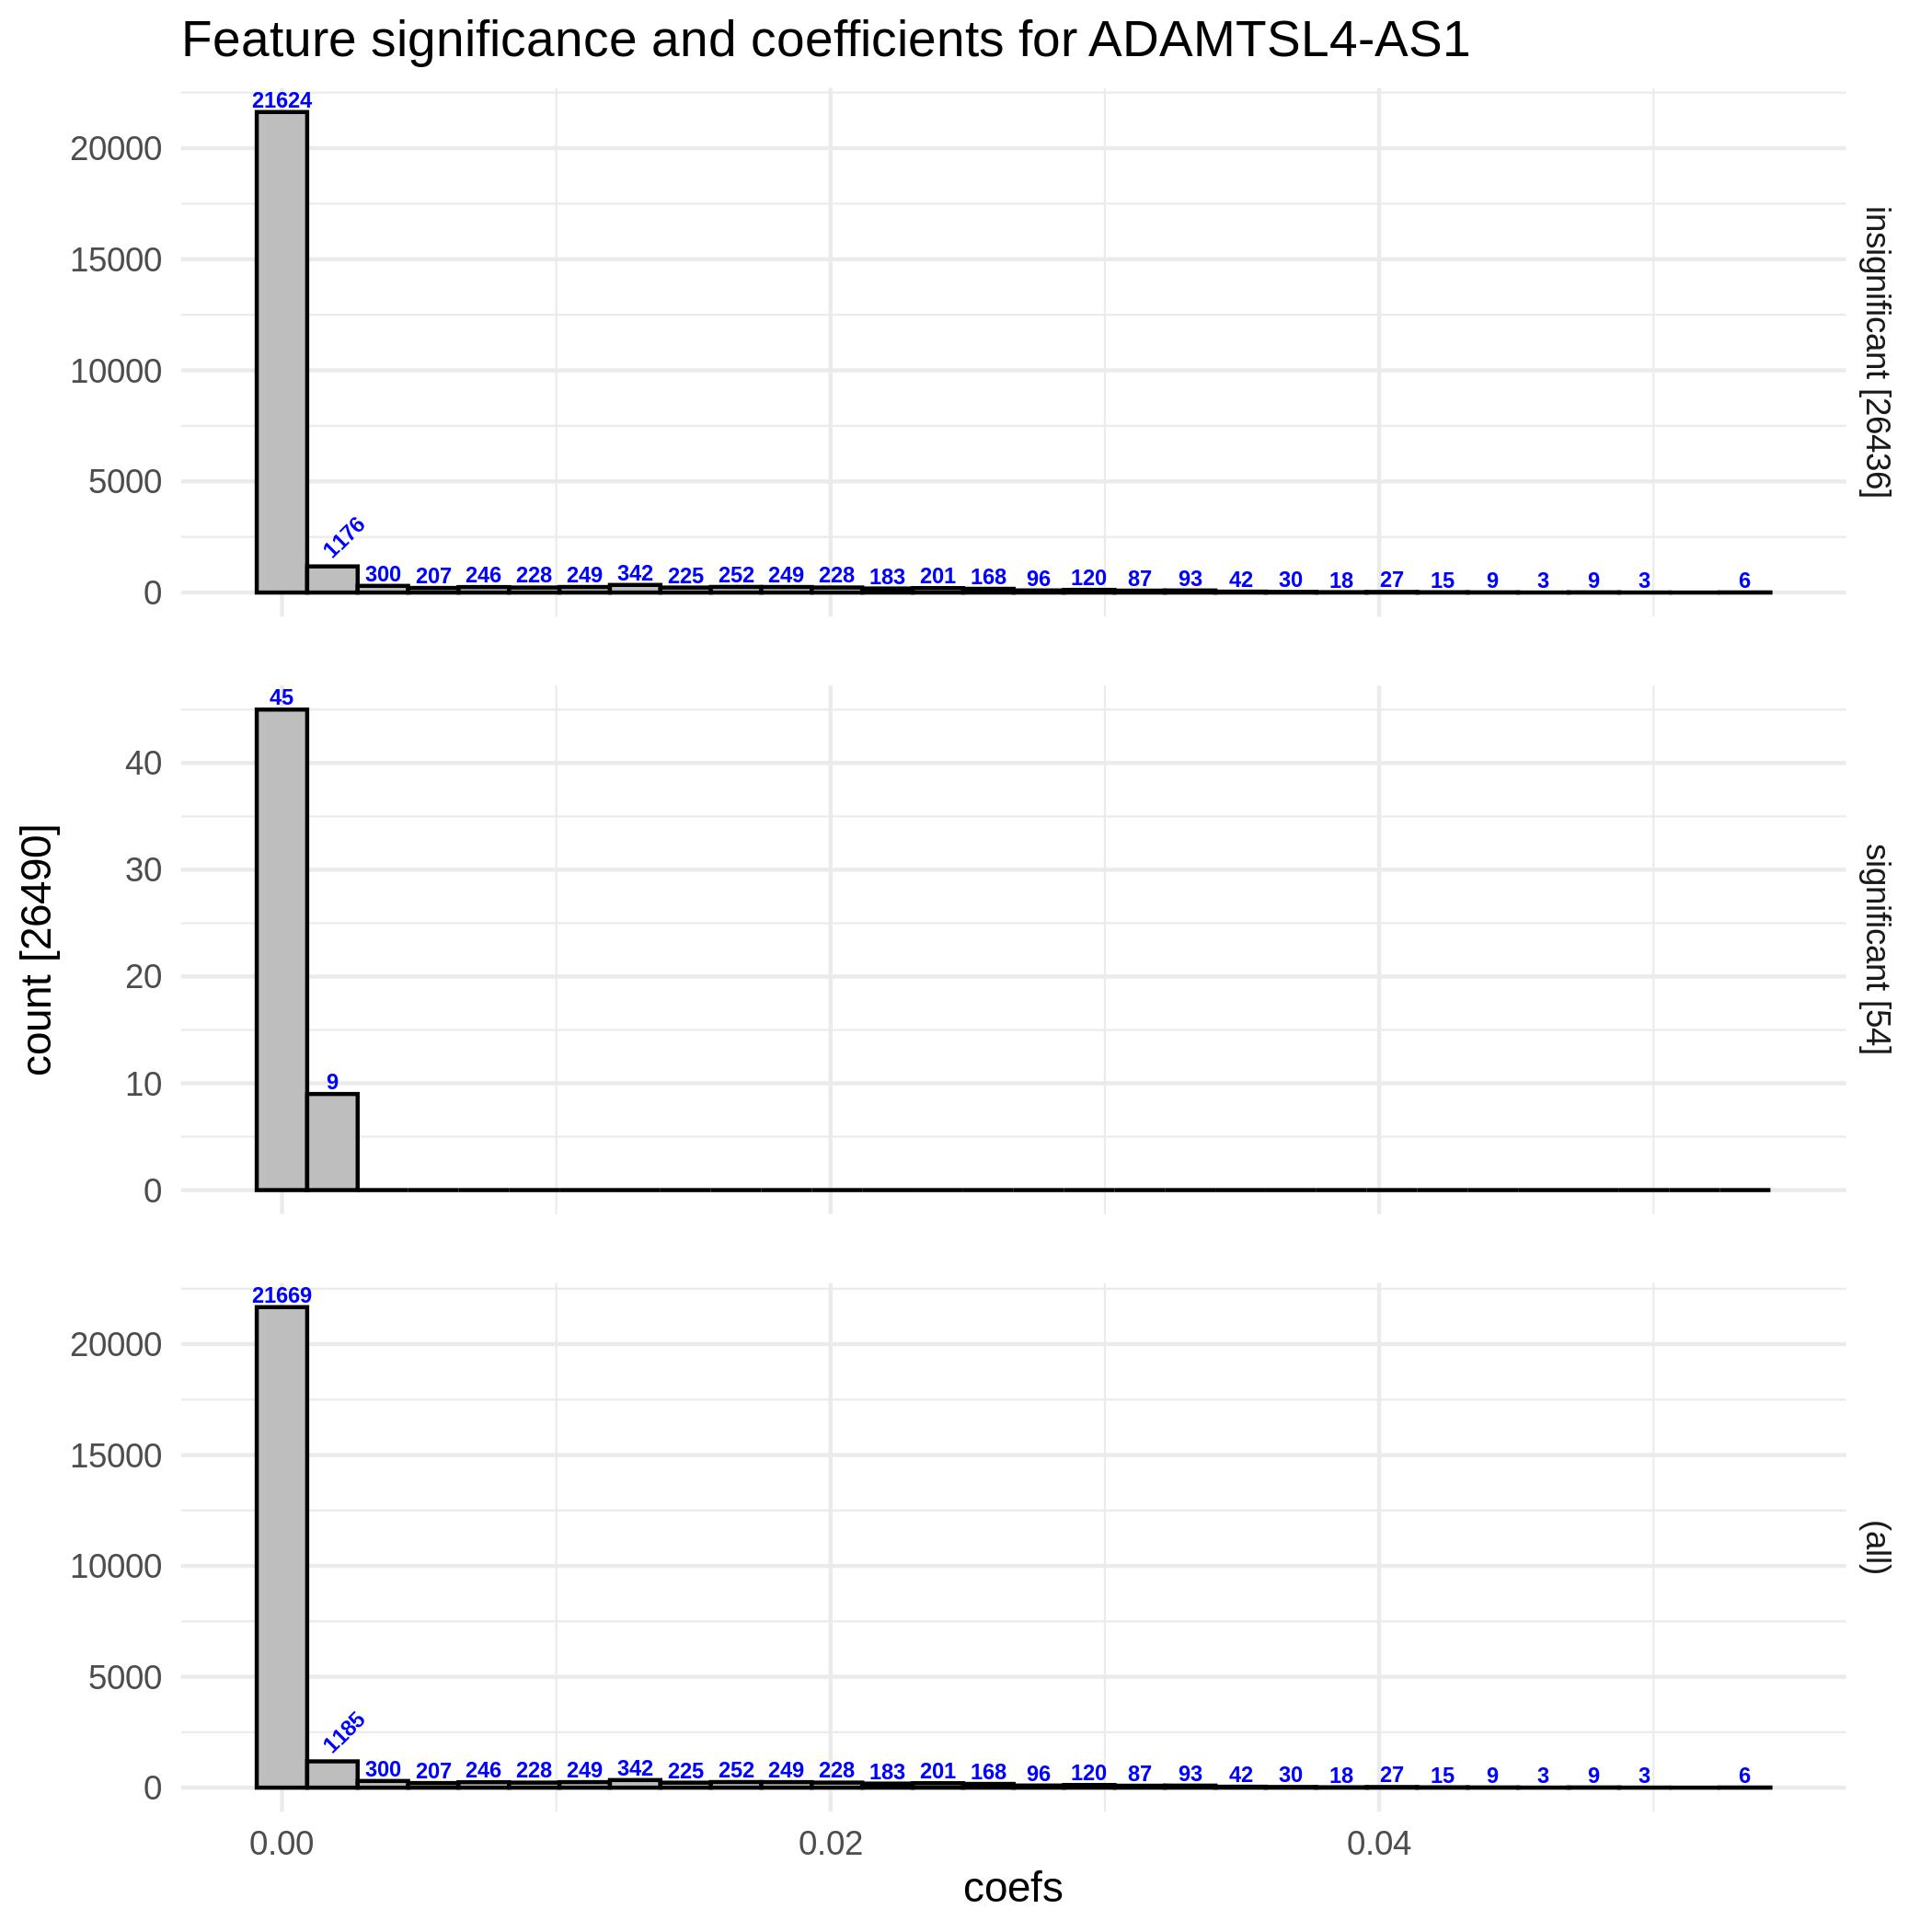 Feature significance and coefficients for ADAMTSL4-AS1
count [26490]
21624
20000
15000
10000
5000
0
1176
300 207 246 228 249 342 225 252 249 228 183 201 168 96 120 87 93 42 30 18 27 15 9 3 9 3 6
insignificant [26436]
45
40
30
20
10
0
9
significant [54]
21669
20000
15000
10000
5000
0
1185
300 207 246 228 249 342 225 252 249 228 183 201 168 96 120 87 93 42 30 18 27 15 9 3 9 3 6
(all)
0.00 0.02 0.04
coefs